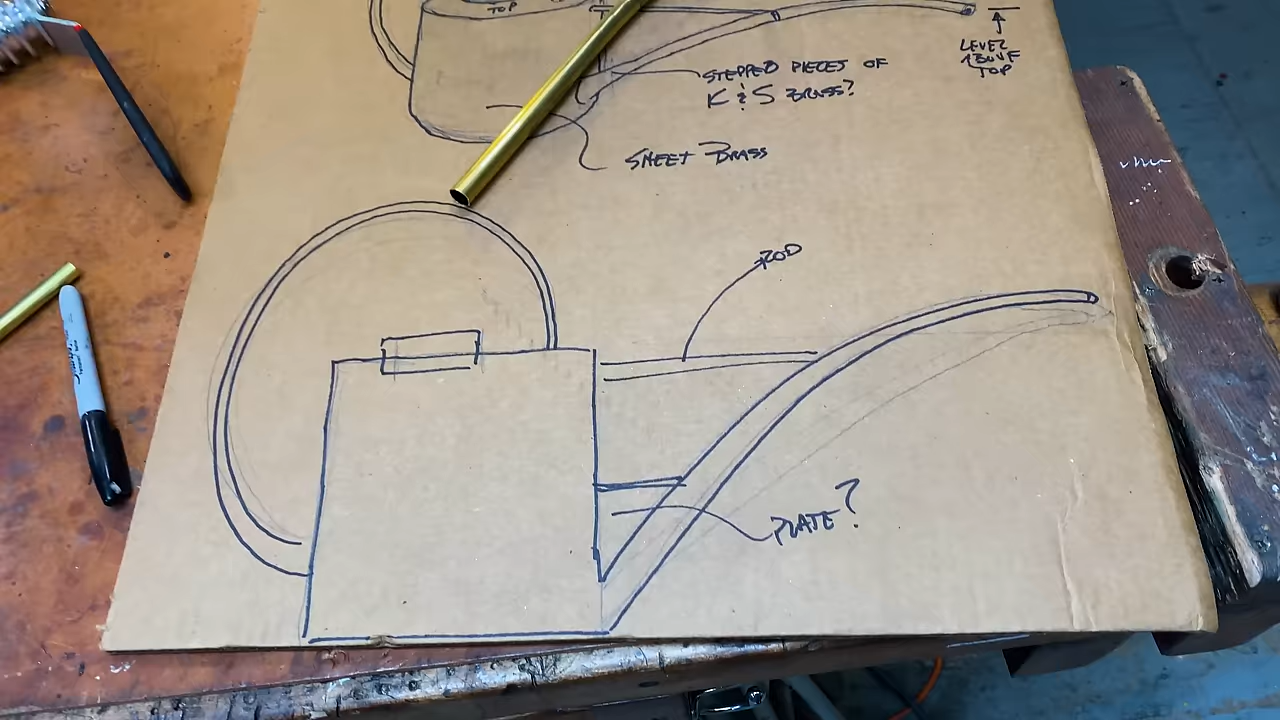 TOP
LEVEL
ABOVE
TOP
STEPPED PIECES OF
K & S BRASS?
SHEET BRASS
ROD
PLATE?